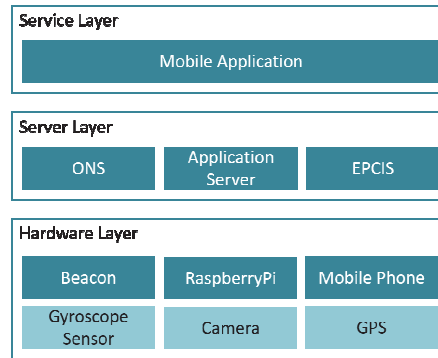 Service Layer
Mobile Application
Server Layer
ONS
Application
Server
EPCIS
Hardware Layer
Beacon
RaspberryPi
Mobile Phone
Gyroscope
Sensor
Camera
GPS